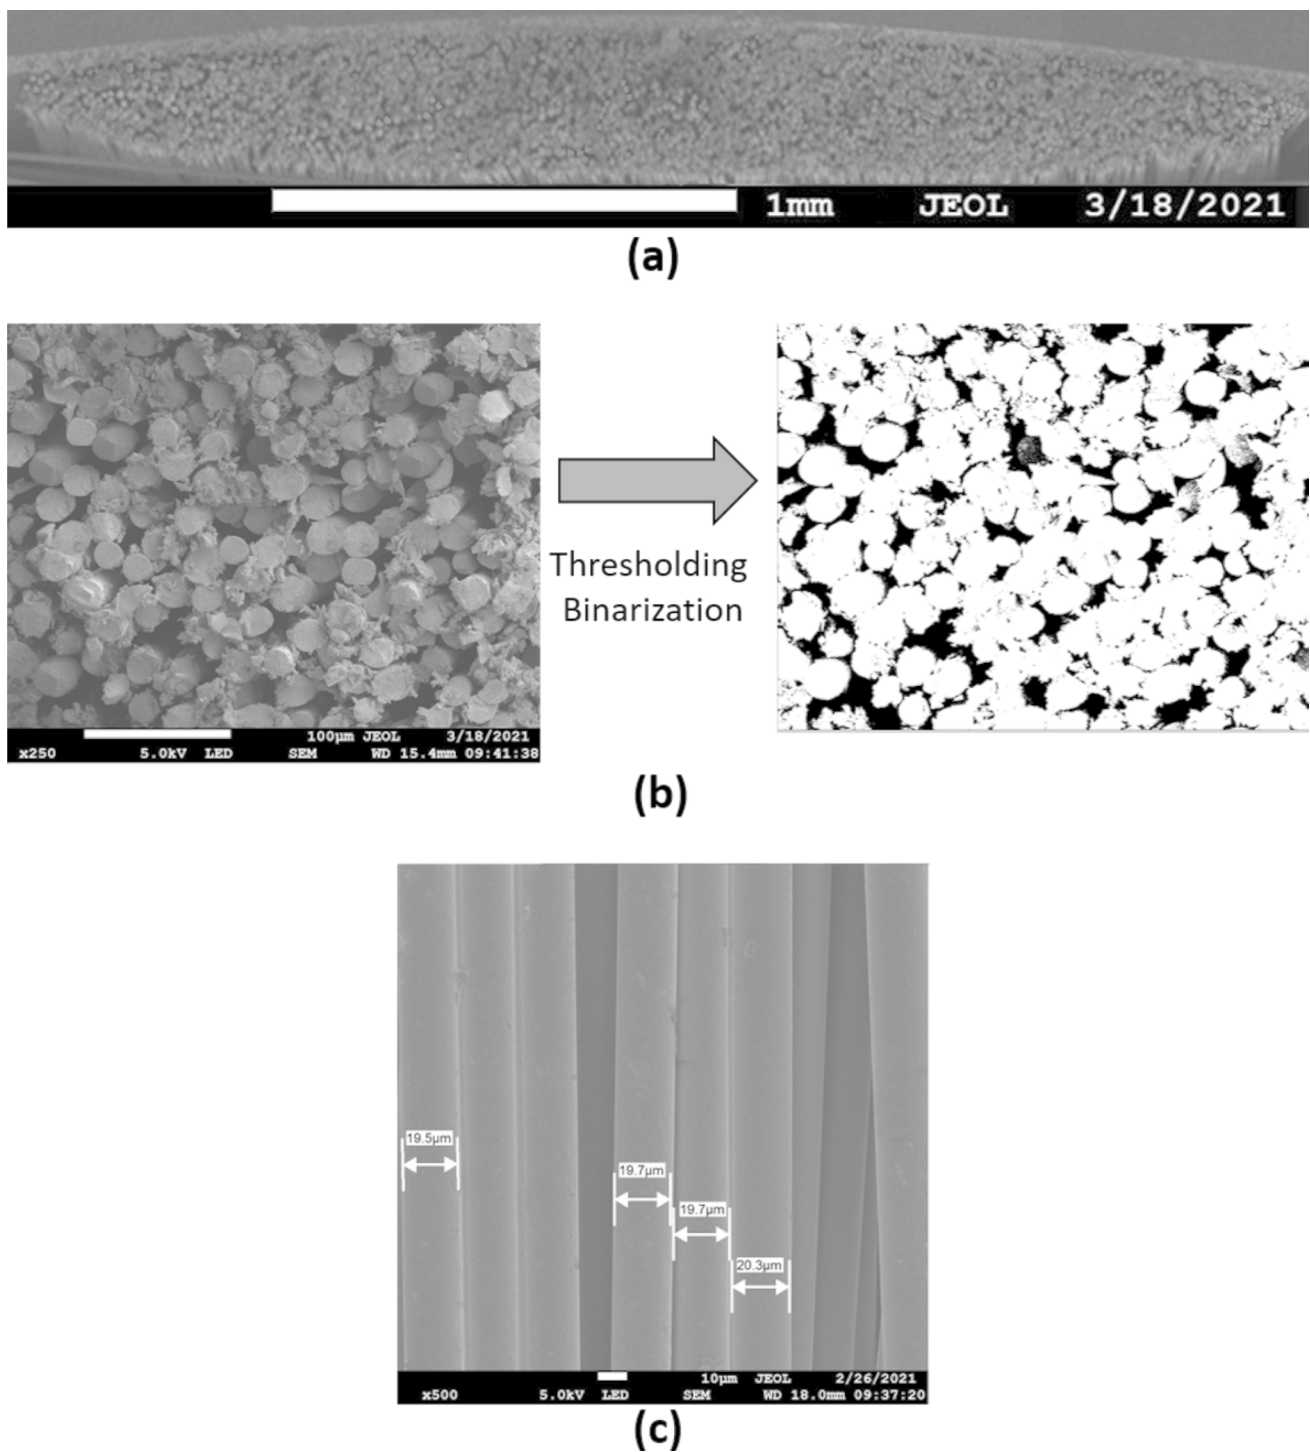 1mm JEOL 3/18/2021
(a)
Thresholding
Binarization
100µm JEOL 3/18/2021
x250 5.0kV LED SEM WD 15.4mm 09:41:38
(b)
19.5µm
19.7µm
19.7µm
20.3µm
10µm JEOL 2/26/2021
x500 5.0kV LED SEM WD 18.0mm 09:37:20
(c)